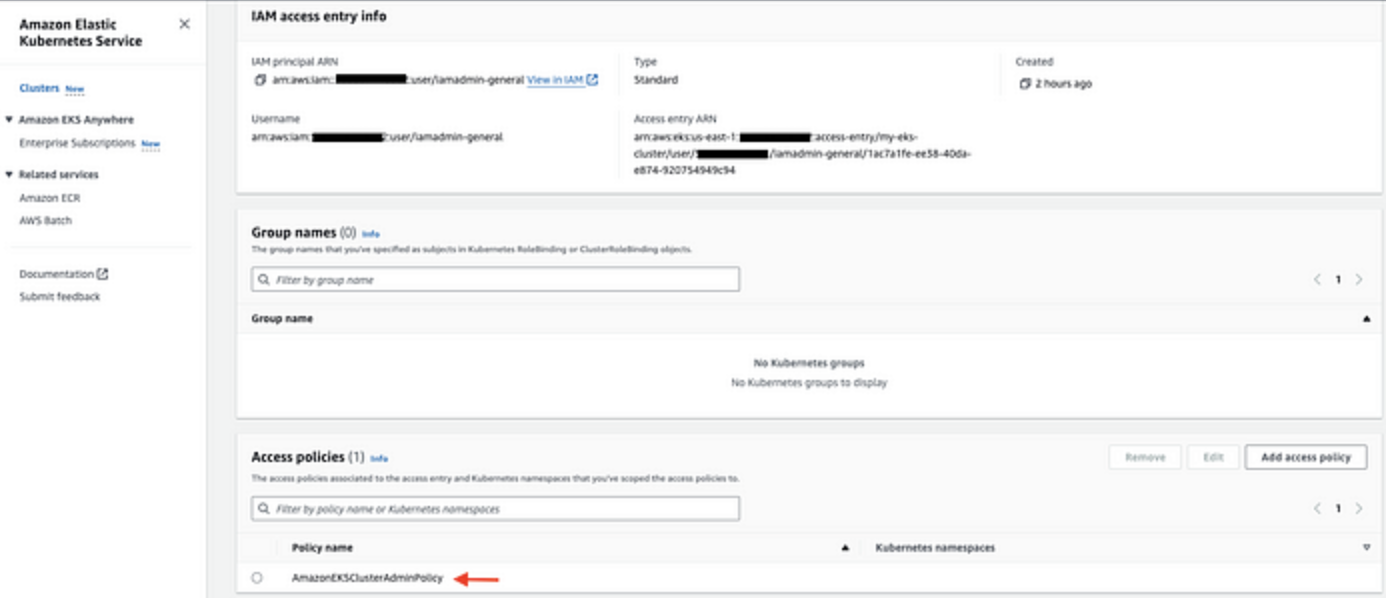 Amazon Elastic
Kubernetes Service
Clusters New
Amazon EKS Anywhere
Enterprise Subscriptions New
Related services
Amazon ECR
AWS Batch
Documentation
Submit feedback
IAM access entry info
IAM principal ARN
arn:aws:iam:: :user/iamadmin-general View in IAM
Type
Standard
Created
2 hours ago
Username
arn:aws:iam: :user/iamadmin-general
Access entry ARN
arn:aws:eks:us-east-1: :access-entry/my-eks-
cluster/user/ /iamadmin-general/1ac7a1fe-ee38-40da-
e874-920754949c94
Group names (0) Info
The group names that you've specified as subjects in Kubernetes RoleBinding or ClusterRoleBinding objects.
Filter by group name
1
Group name
No Kubernetes groups
No Kubernetes groups to display
Access policies (1) Info
Remove Edit Add access policy
The access policies associated to the access entry and Kubernetes namespaces that you've scoped the access policies to.
Filter by policy name or Kubernetes namespaces
1
Policy name Kubernetes namespaces
AmazonEKSClusterAdminPolicy